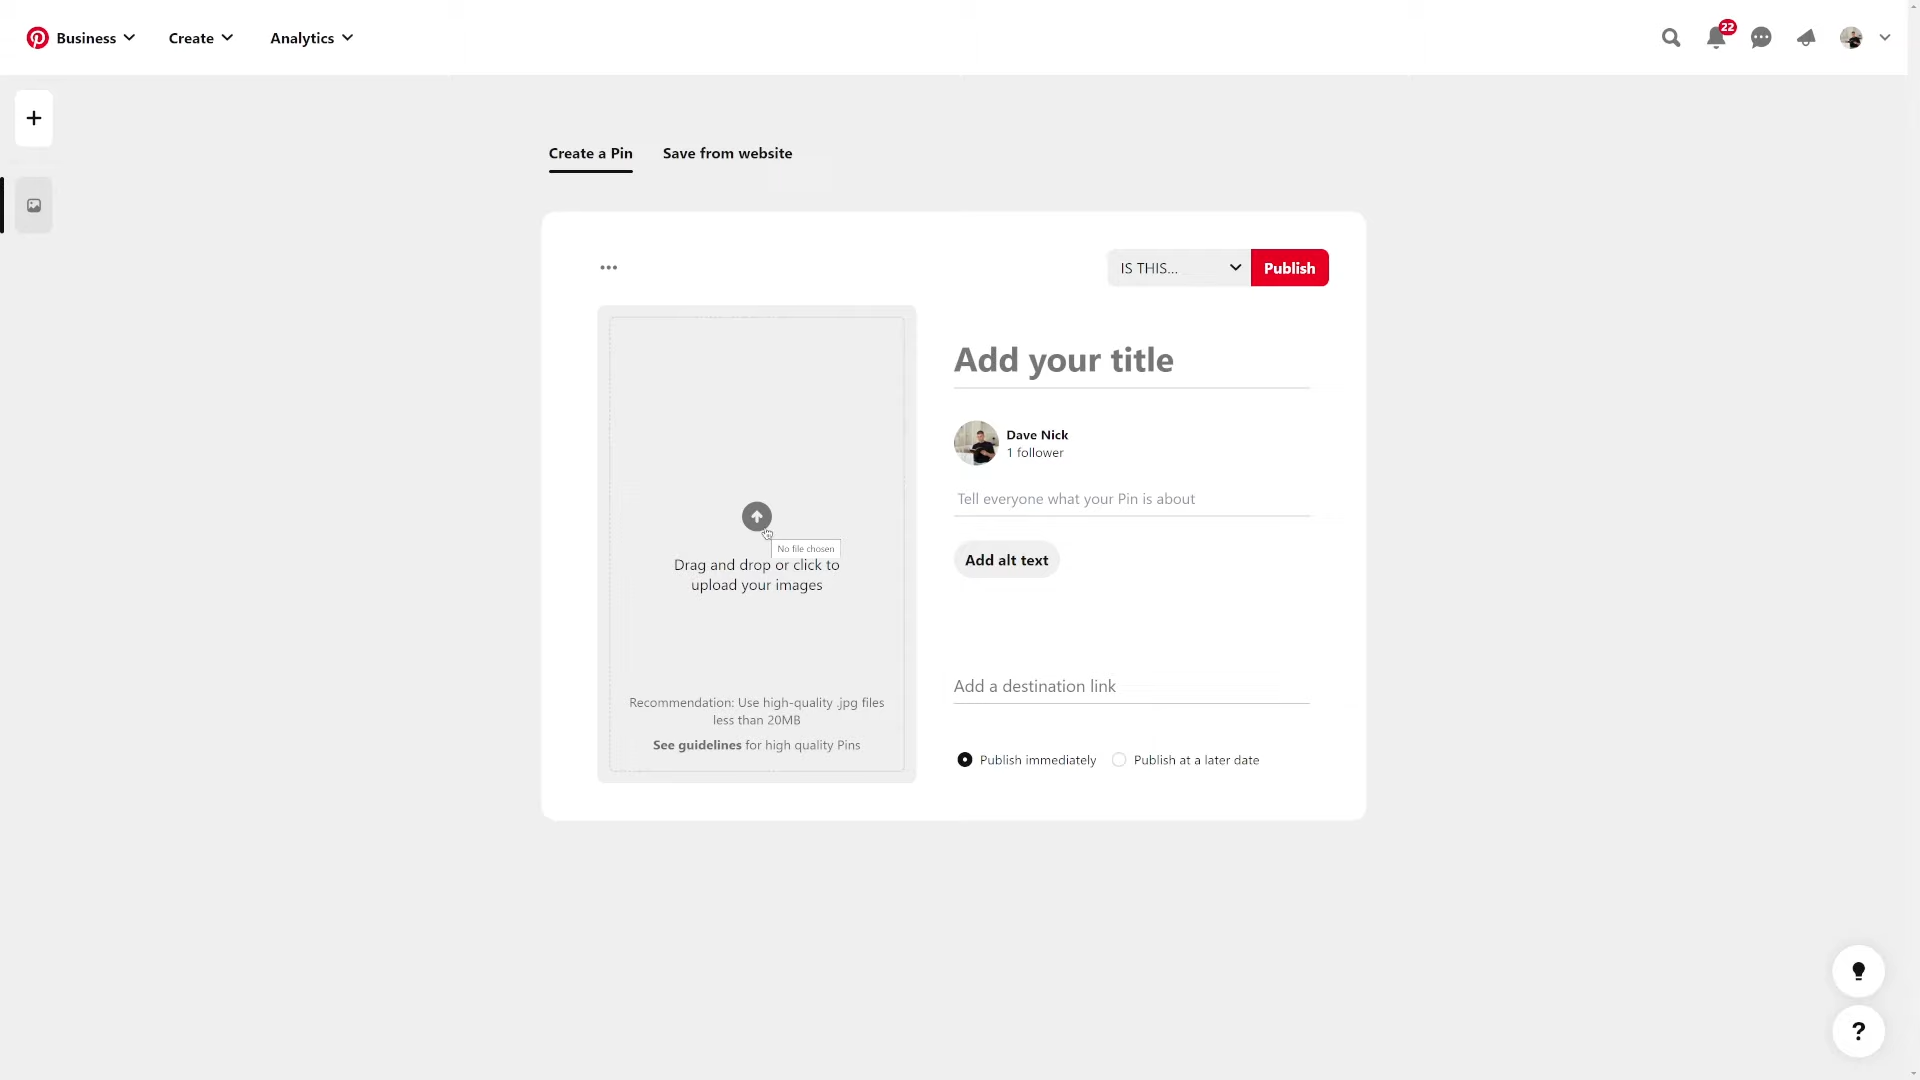 Business
Create
Analytics
22
Create a Pin
Save from website
IS THIS...
Publish
Add your title
Dave Nick
1 follower
Tell everyone what your Pin is about
No file chosen
Drag and drop or click to
upload your images
Add alt text
Add a destination link
Recommendation: Use high-quality .jpg files
less than 20MB
See guidelines for high quality Pins
Publish immediately
Publish at a later date
?